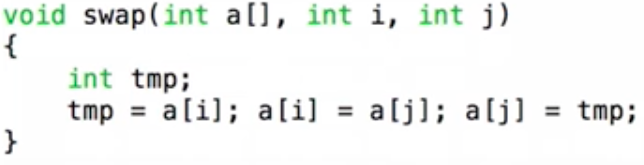 void swap(int a[], int i, int j)
{
    int tmp;
    tmp = a[i]; a[i] = a[j]; a[j] = tmp;
}